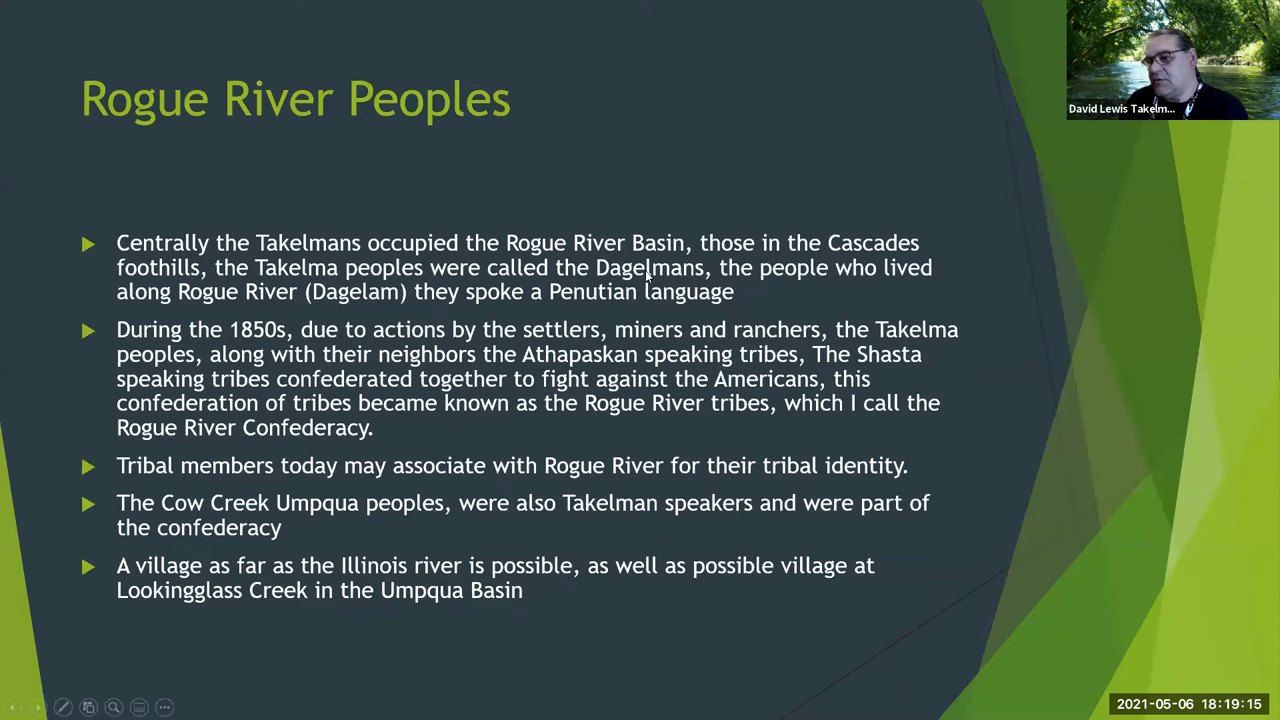 David Lewis Takelm...
Rogue River Peoples
Centrally the Takelmans occupied the Rogue River Basin, those in the Cascades
foothills, the Takelma peoples were called the Dagelmans, the people who lived
along Rogue River (Dagelam) they spoke a Penutian language
During the 1850s, due to actions by the settlers, miners and ranchers, the Takelma
peoples, along with their neighbors the Athapaskan speaking tribes, The Shasta
speaking tribes confederated together to fight against the Americans, this
confederation of tribes became known as the Rogue River tribes, which I call the
Rogue River Confederacy.
Tribal members today may associate with Rogue River for their tribal identity.
The Cow Creek Umpqua peoples, were also Takelman speakers and were part of
the confederacy
A village as far as the Illinois river is possible, as well as possible village at
Lookingglass Creek in the Umpqua Basin
2021-05-06 18:19:15